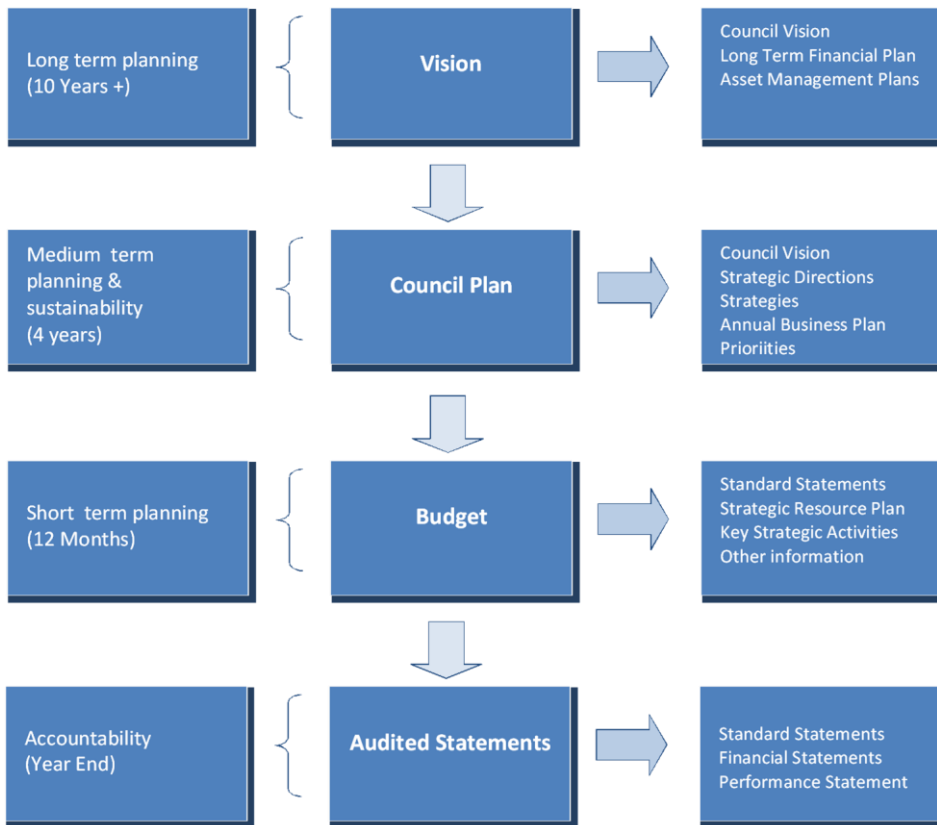 Long term planning
(10 Years +)
Vision
Council Vision
Long Term Financial Plan
Asset Management Plans
Medium term
planning &
sustainability
(4 years)
Council Plan
Council Vision
Strategic Directions
Strategies
Annual Business Plan
Prioriities
Short term planning
(12 Months)
Budget
Standard Statements
Strategic Resource Plan
Key Strategic Activities
Other information
Accountability
(Year End)
Audited Statements
Standard Statements
Financial Statements
Performance Statement